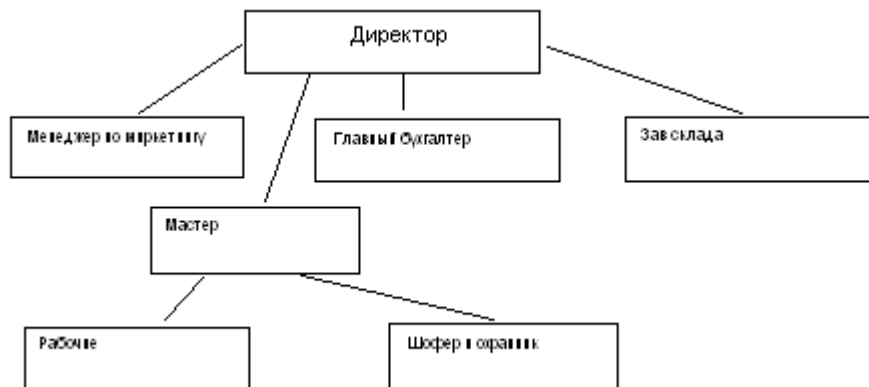 Директор
Менеджер по маркетингу
Главный бухгалтер
Зав склада
Мастер
Рабочие
Шофер и охранник